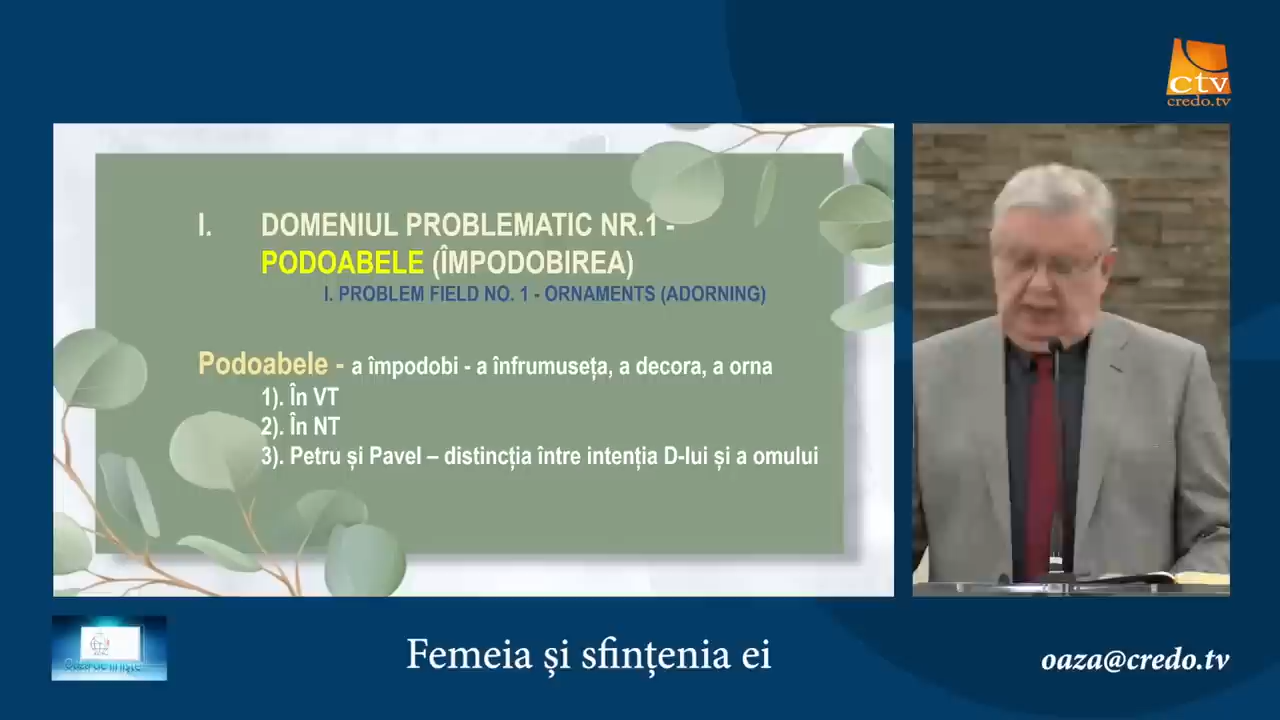 ctv
credo.tv
I. DOMENIUL PROBLEMATIC NR.1 -
PODOABELE (ÎMPODOBIREA)
I. PROBLEM FIELD NO. 1 - ORNAMENTS (ADORNING)
Podoabele - a împodobi - a înfrumuseța, a decora, a orna
1). În VT
2). În NT
3). Petru și Pavel – distincția între intenția D-lui și a omului
Femeia și sfințenia ei
oaza@credo.tv